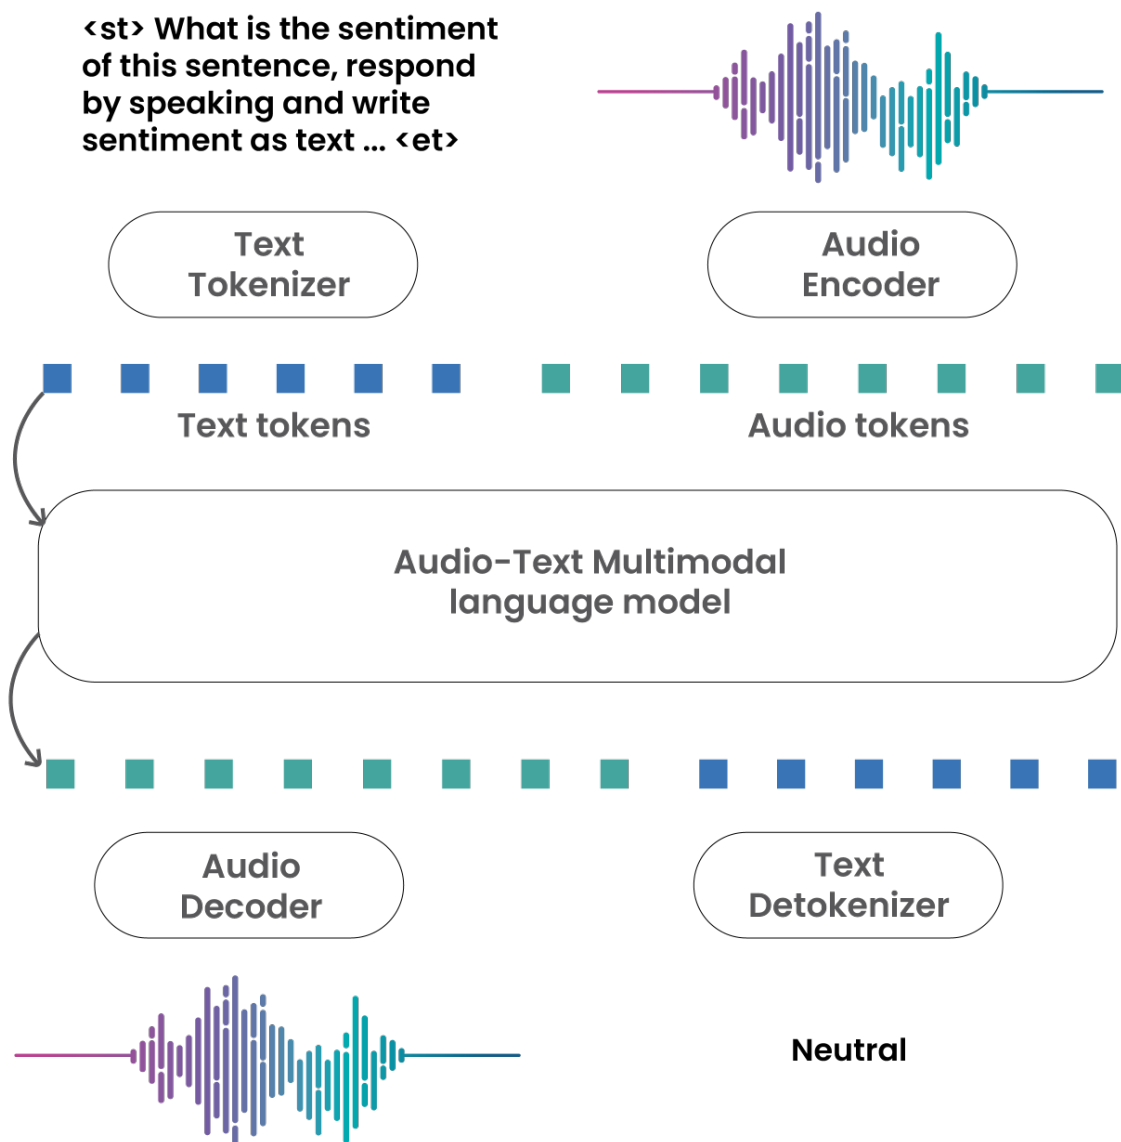 <st> What is the sentiment
of this sentence, respond
by speaking and write
sentiment as text ... <et>
Text
Tokenizer
Audio
Encoder
Text tokens
Audio tokens
Audio-Text Multimodal
language model
Audio
Decoder
Text
Detokenizer
Neutral